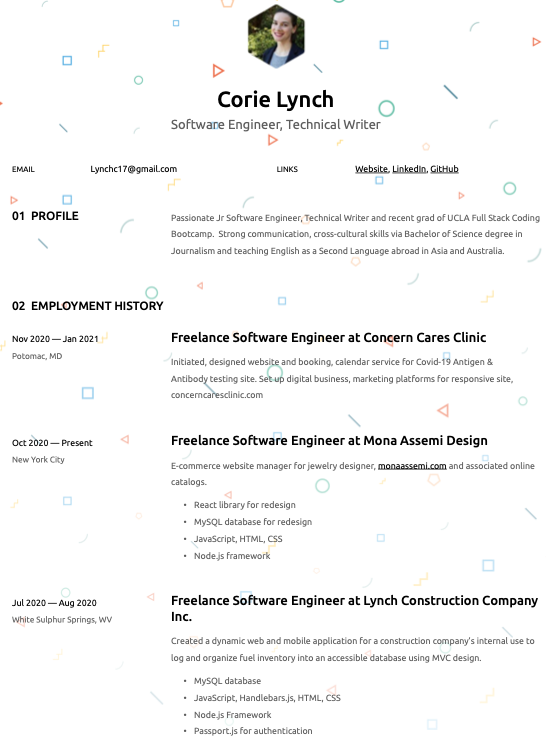 Corie Lynch
Software Engineer, Technical Writer
EMAIL Lynchc17@gmail.com LINKS Website, LinkedIn, GitHub
01 PROFILE
Passionate Jr Software Engineer, Technical Writer and recent grad of UCLA Full Stack Coding
Bootcamp. Strong communication, cross-cultural skills via Bachelor of Science degree in
Journalism and teaching English as a Second Language abroad in Asia and Australia.
02 EMPLOYMENT HISTORY
Nov 2020 — Jan 2021
Potomac, MD
Freelance Software Engineer at Concern Cares Clinic
Initiated, designed website and booking, calendar service for Covid-19 Antigen &
Antibody testing site. Set up digital business, marketing platforms for responsive site,
concerncaresclinic.com
Oct 2020 — Present
New York City
Freelance Software Engineer at Mona Assemi Design
E-commerce website manager for jewelry designer, monaassemi.com and associated online
catalogs.
• React library for redesign
• MySQL database for redesign
• JavaScript, HTML, CSS
• Node.js framework
Jul 2020 — Aug 2020
White Sulphur Springs, WV
Freelance Software Engineer at Lynch Construction Company
Inc.
Created a dynamic web and mobile application for a construction company's internal use to
log and organize fuel inventory into an accessible database using MVC design.
• MySQL database
• JavaScript, Handlebars.js, HTML, CSS
• Node.js Framework
• Passport.js for authentication